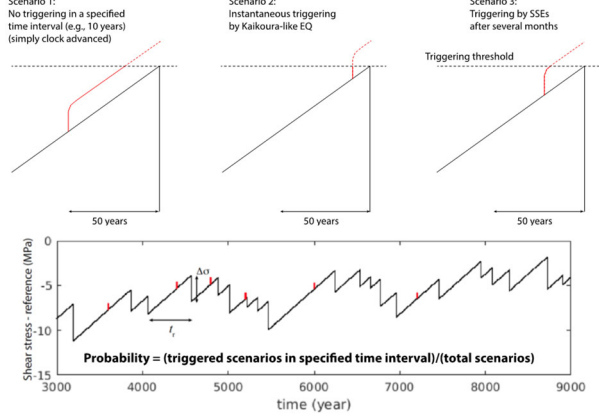 Scenario 1:
No triggering in a specified
time interval (e.g., 10 years)
(simply clock advanced)
Scenario 2:
Instantaneous triggering
by Kaikoura-like EQ
Scenario 3:
Triggering by SSEs
after several months
Triggering threshold
50 years
50 years
50 years
Shear stress - reference (MPa)
0
-5
-10
-15
Δσ
tᵣ
Probability = (triggered scenarios in specified time interval)/(total scenarios)
3000 4000 5000 6000 7000 8000 9000
time (year)